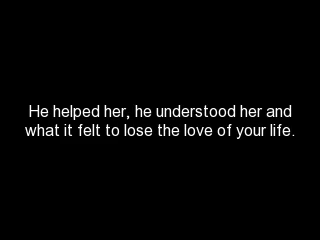 He helped her, he understood her and
what it felt to lose the love of your life.